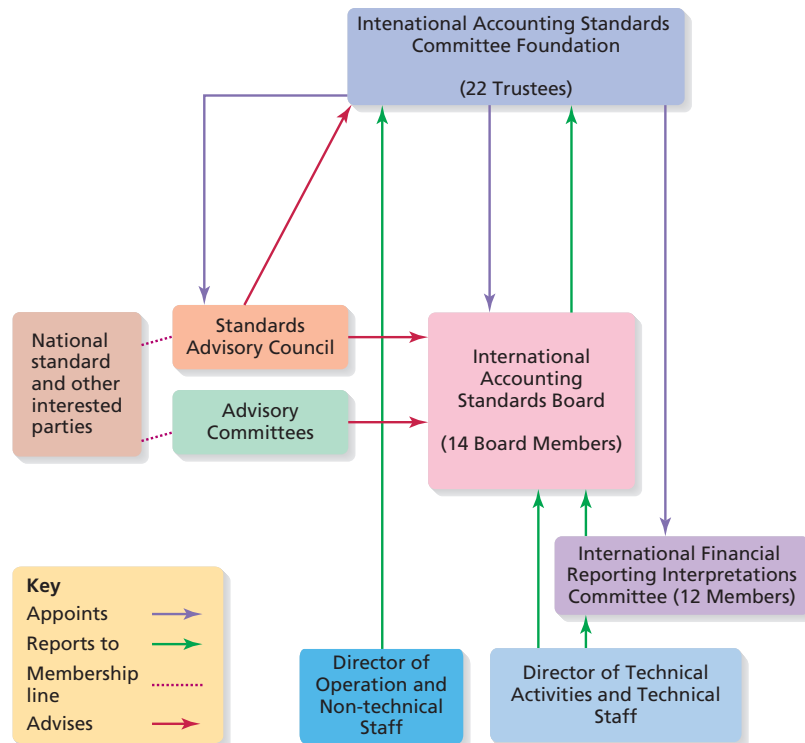 Intenational Accounting Standards
Committee Foundation
(22 Trustees)
National
standard
and other
interested
parties
Standards
Advisory Council
Advisory
Committees
International
Accounting
Standards Board
(14 Board Members)
International Financial
Reporting Interpretations
Committee (12 Members)
Key
Appoints
Reports to
Membership
line
Advises
Director of
Operation and
Non-technical
Staff
Director of Technical
Activities and Technical
Staff